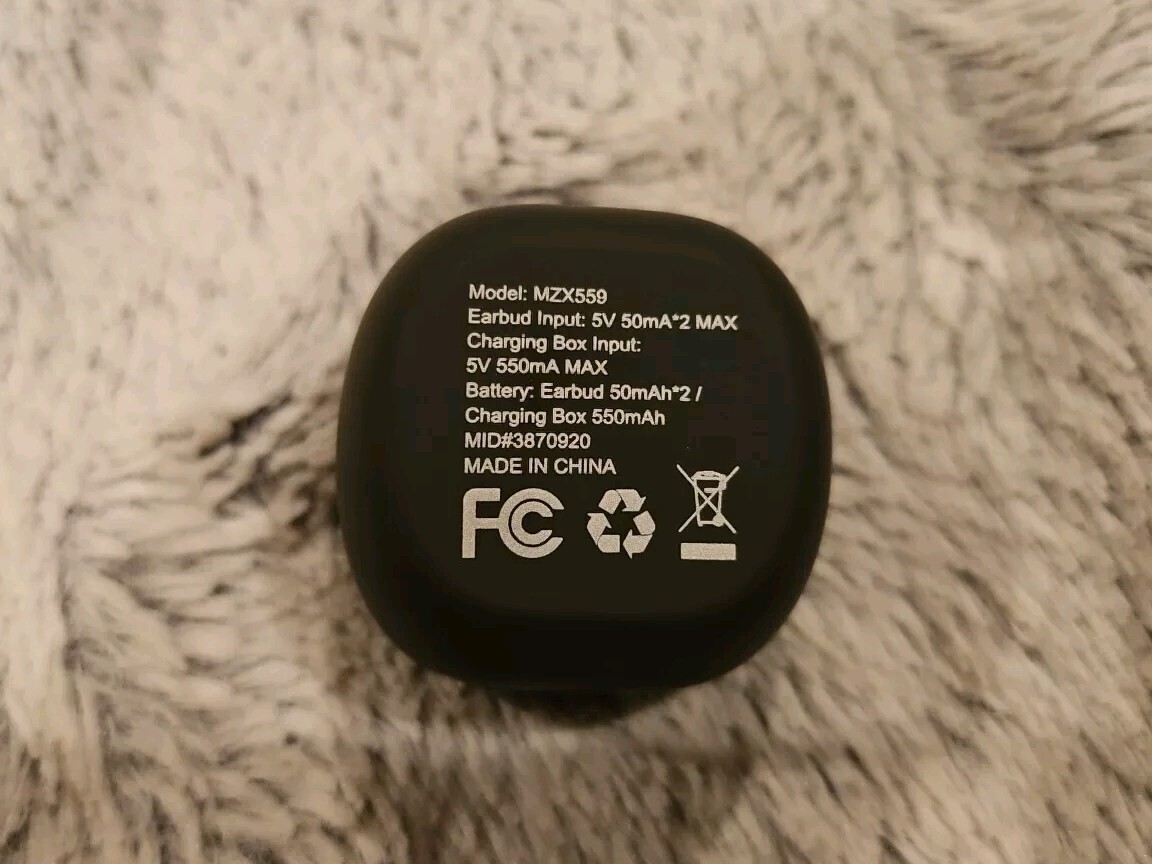 Model: MZX559
Earbud Input: 5V 50mA*2 MAX
Charging Box Input:
5V 550mA MAX
Battery: Earbud 50mAh*2 /
Charging Box 550mAh
MID#3870920
MADE IN CHINA
FC